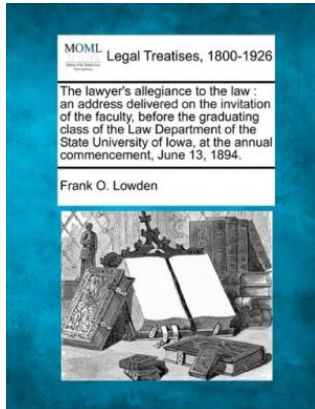 MOML
Legal Treatises, 1800-1926
The lawyer's allegiance to the law :
an address delivered on the invitation
of the faculty, before the graduating
class of the Law Department of the
State University of Iowa, at the annual
commencement, June 13, 1894.
Frank O. Lowden